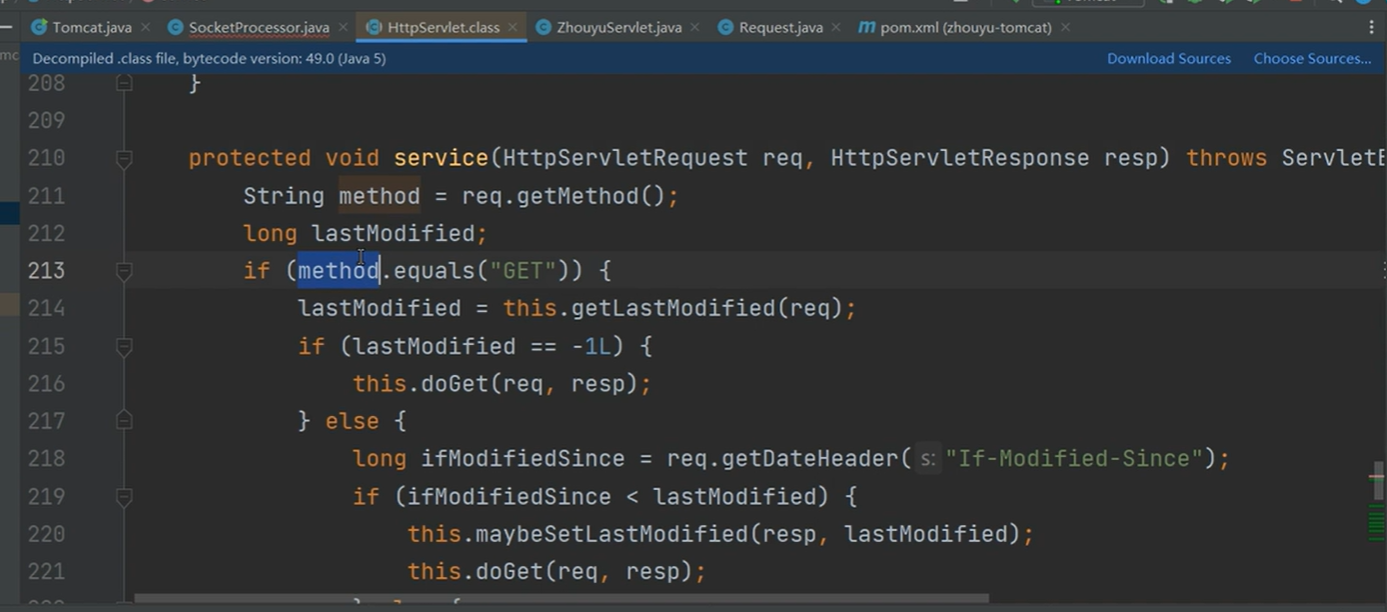 Tomcat.java SocketProcessor.java HttpServlet.class ZhouyuServlet.java Request.java pom.xml (zhouyu-tomcat)
Decompiled .class file, bytecode version: 49.0 (Java 5) Download Sources Choose Sources...
208 }
209
210 protected void service(HttpServletRequest req, HttpServletResponse resp) throws ServletE
211 String method = req.getMethod();
212 long lastModified;
213 if (method.equals("GET")) {
214 lastModified = this.getLastModified(req);
215 if (lastModified == -1L) {
216 this.doGet(req, resp);
217 } else {
218 long ifModifiedSince = req.getDateHeader( s: "If-Modified-Since");
219 if (ifModifiedSince < lastModified) {
220 this.maybeSetLastModified(resp, lastModified);
221 this.doGet(req, resp);